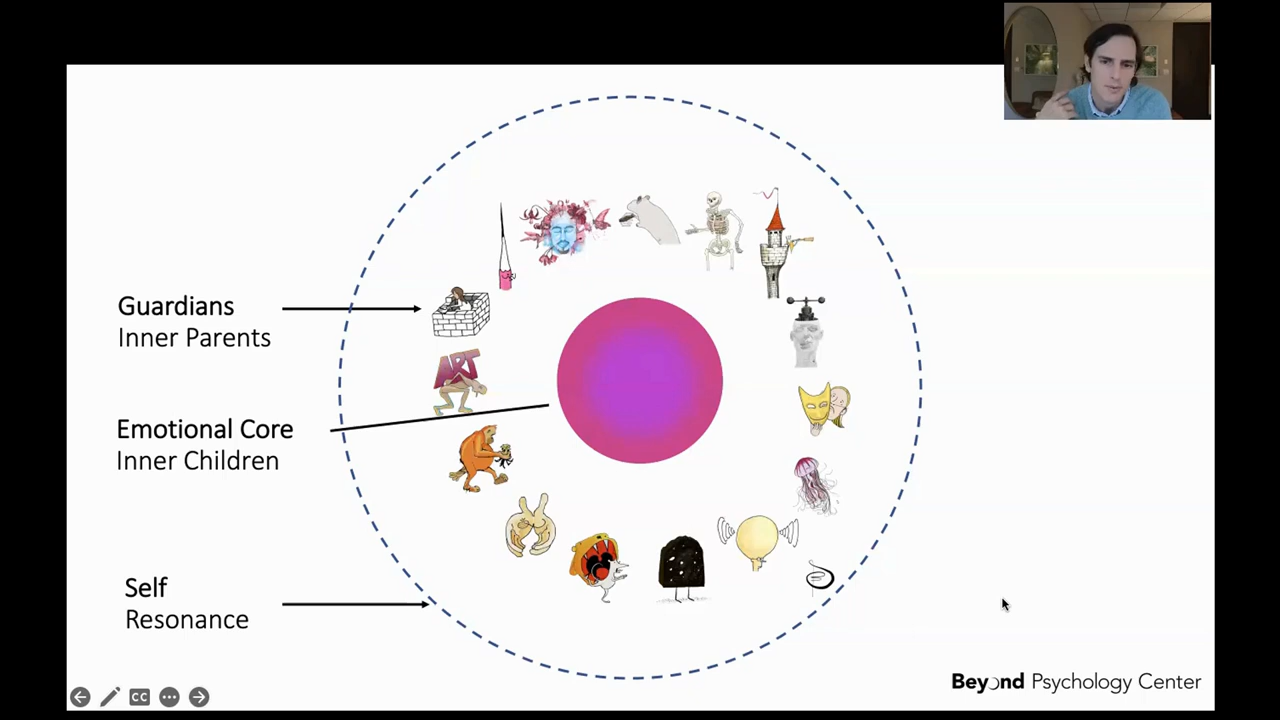 Guardians
Inner Parents
ART
Emotional Core
Inner Children
Self
Resonance
CC
Beyond Psychology Center